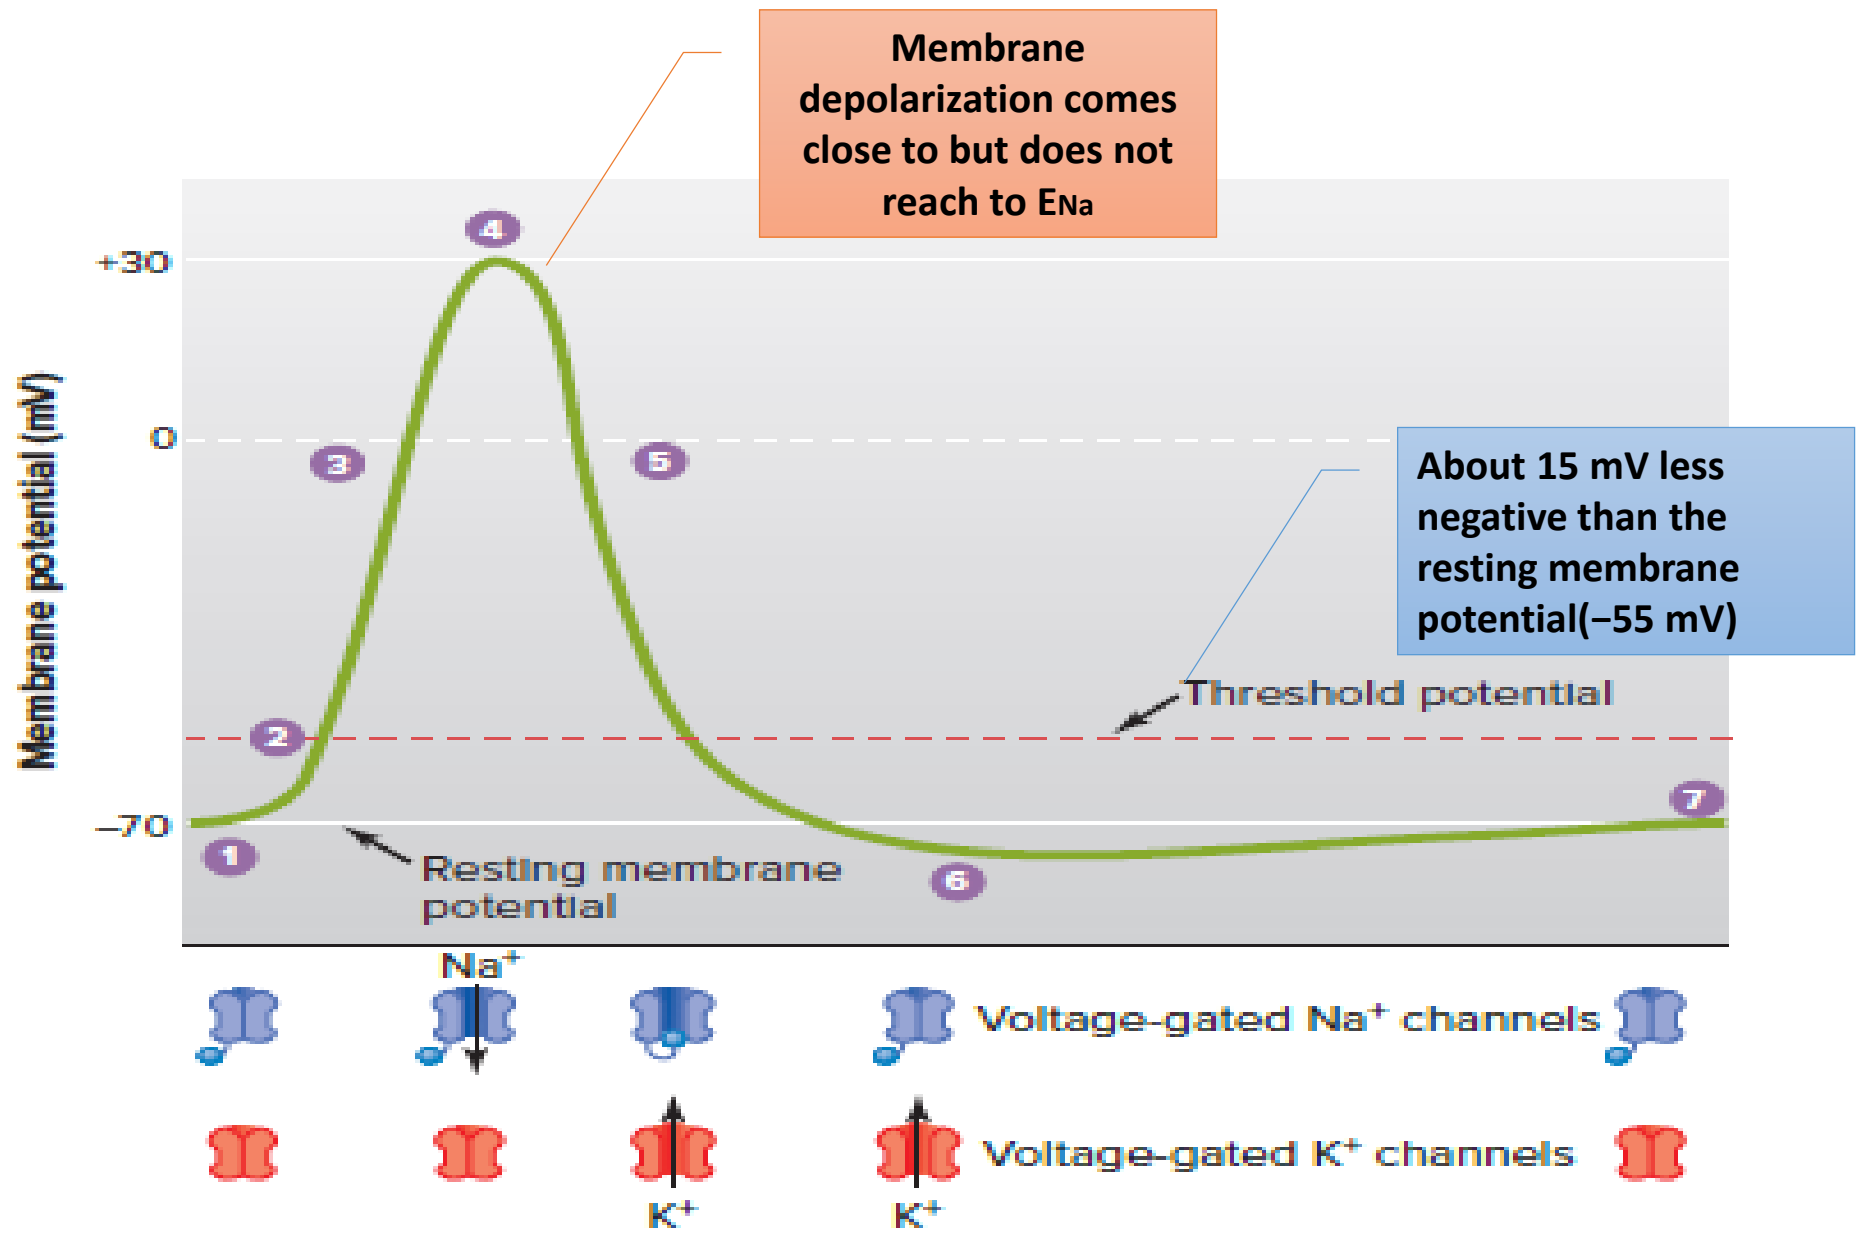 Membrane
depolarization comes
close to but does not
reach to ENa
4
+30
0
3
5
About 15 mV less
negative than the
resting membrane
potential(−55 mV)
Membrane potential (mV)
Threshold potential
2
7
−70
1
Resting membrane
potential
6
Na+
Voltage-gated Na+ channels
Voltage-gated K+ channels
K+
K+